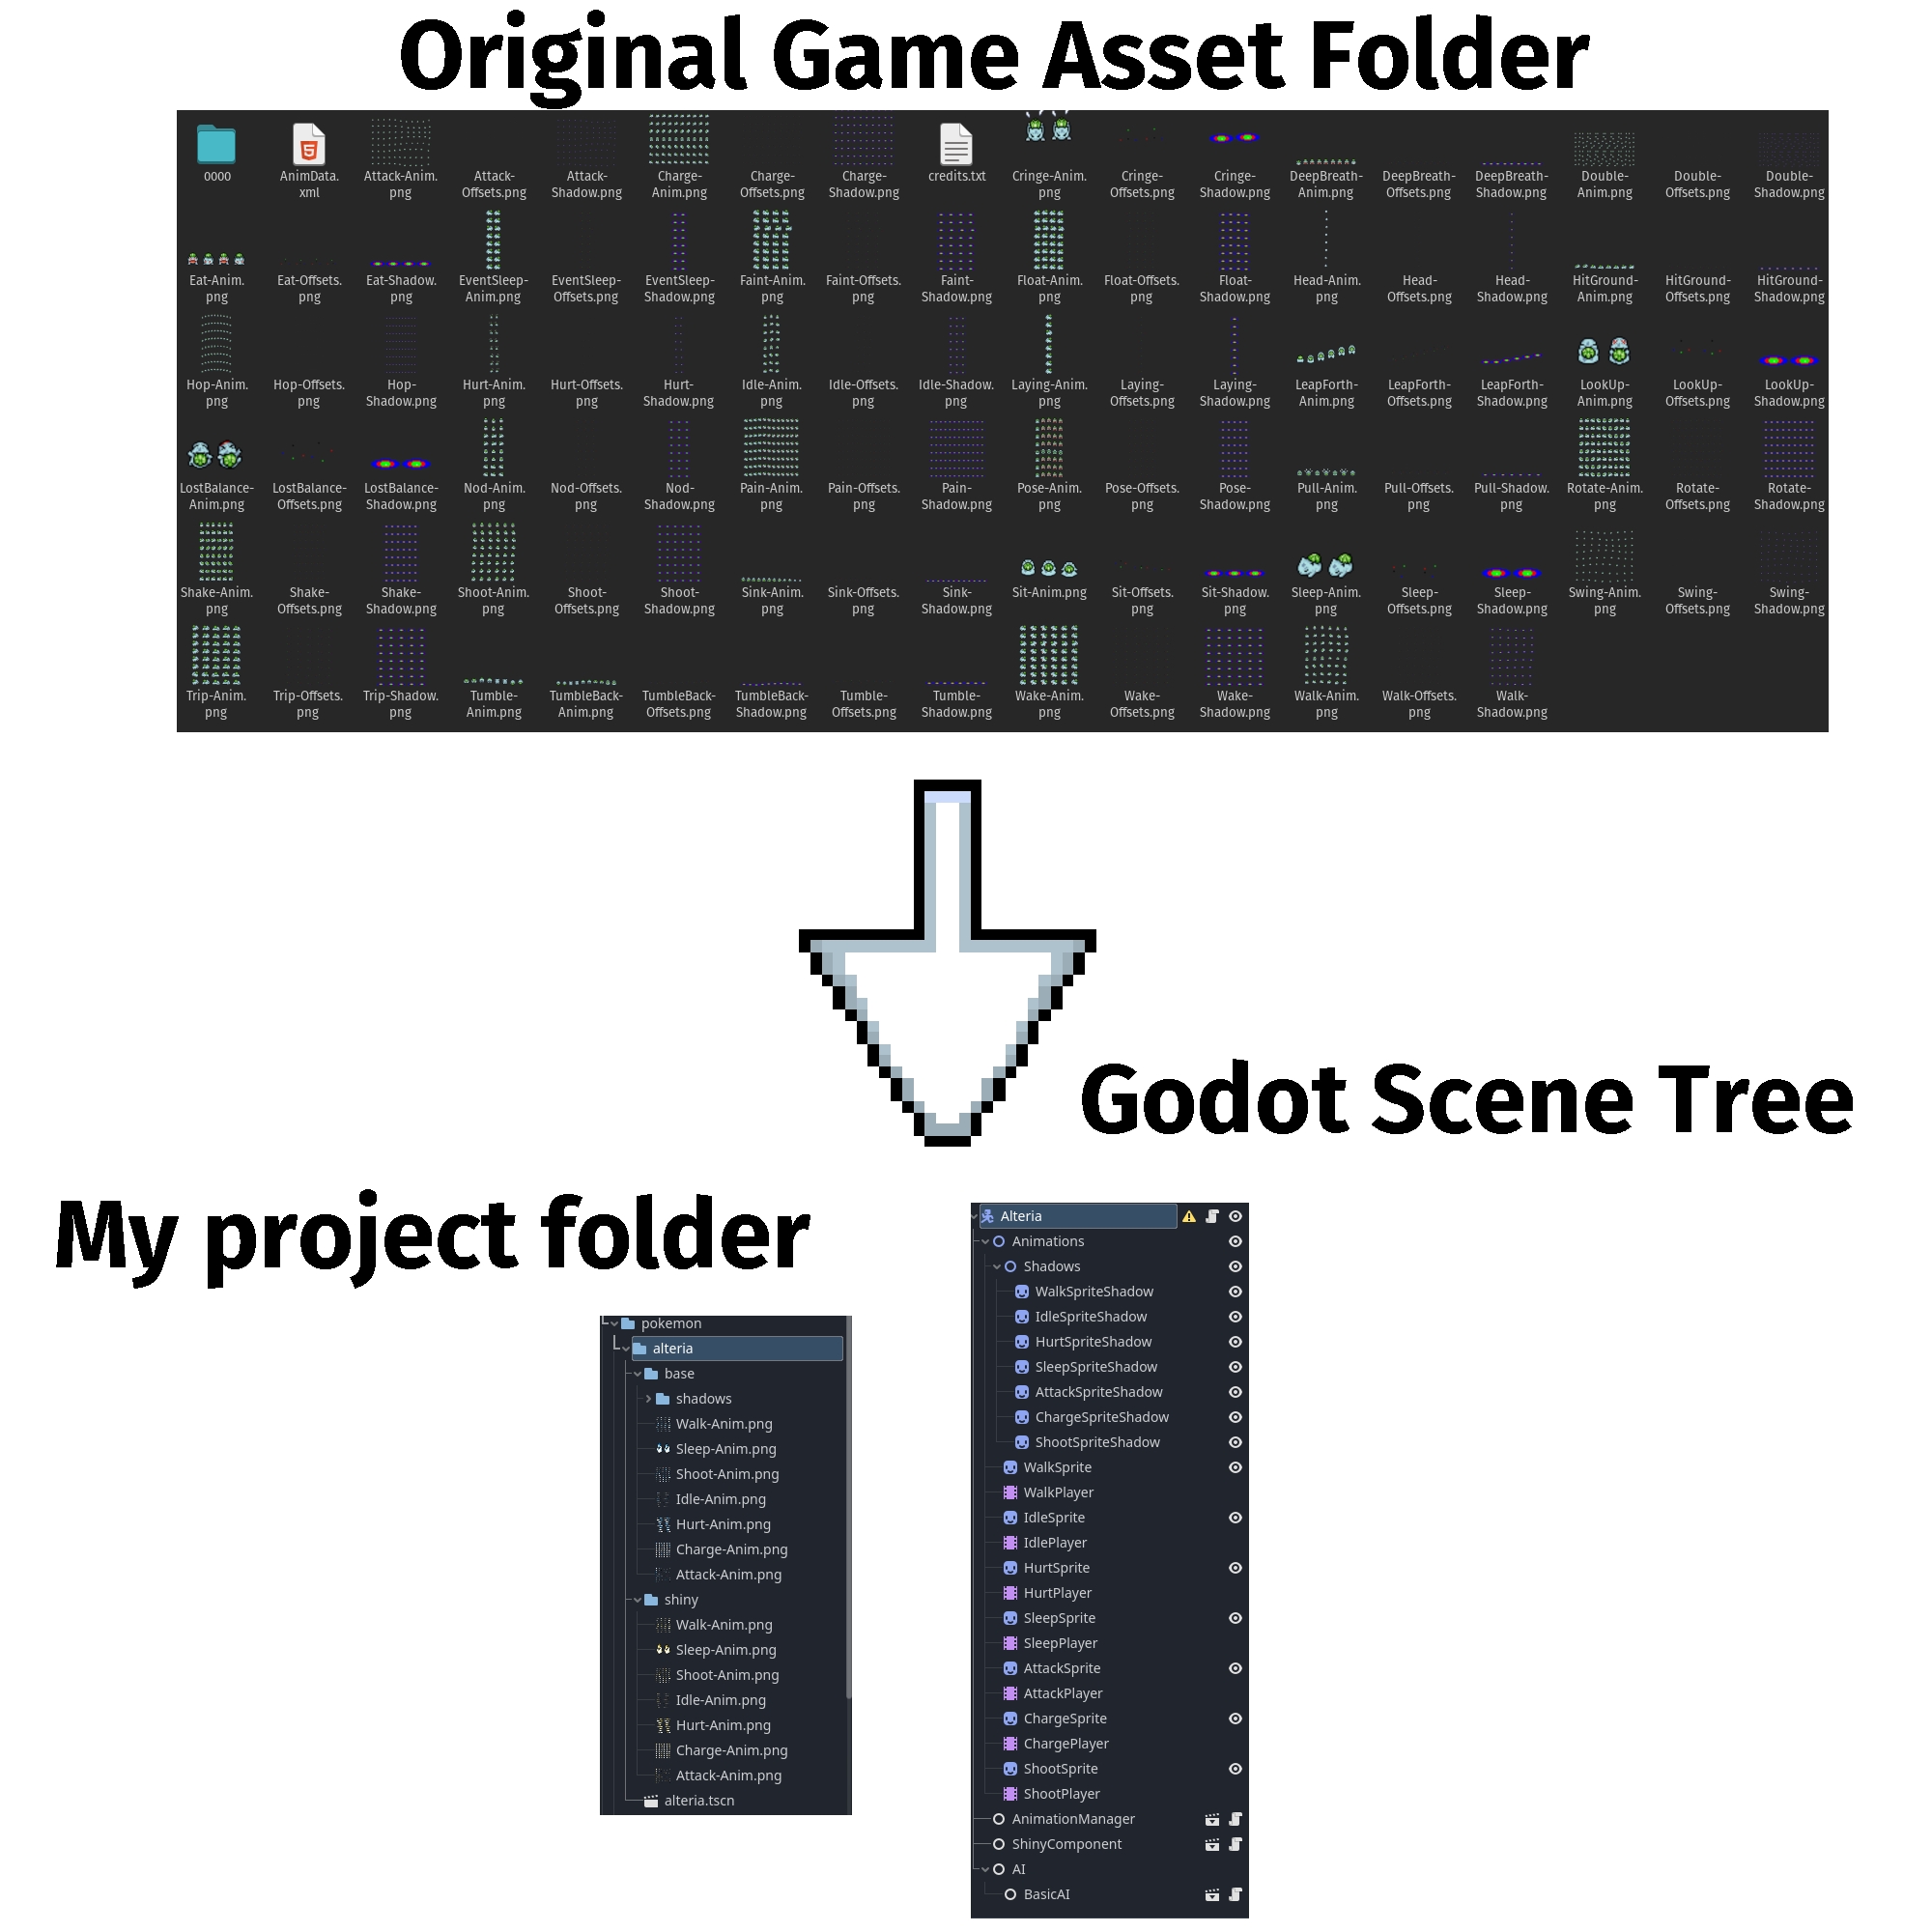 Original Game Asset Folder
0000 AnimData. Attack-Anim. Attack- Attack- Charge- Charge- Charge- credits.txt Cringe-Anim. Cringe- Cringe- DeepBreath- DeepBreath- DeepBreath- Double- Double- Double-
xml png Offsets.png Shadow.png Anim.png Offsets.png Shadow.png png Offsets.png Shadow.png Anim.png Offsets.png Shadow.png Anim.png Offsets.png Shadow.png
Eat-Anim. Eat-Offsets. Eat-Shadow. EventSleep- EventSleep- EventSleep- Faint-Anim. Faint-Offsets. Faint- Float-Anim. Float-Offsets. Float- Head-Anim. Head- Head- HitGround- HitGround- HitGround-
png png png Anim.png Offsets.png Shadow.png png png Shadow.png png png Shadow.png png Offsets.png Shadow.png Anim.png Offsets.png Shadow.png
Hop-Anim. Hop-Offsets. Hop- Hurt-Anim. Hurt-Offsets. Hurt- Idle-Anim. Idle-Offsets. Idle-Shadow. Laying-Anim. Laying- Laying- LeapForth- LeapForth- LeapForth- LookUp- LookUp- LookUp-
png png Shadow.png png png Shadow.png png png png png Offsets.png Shadow.png Anim.png Offsets.png Shadow.png Anim.png Offsets.png Shadow.png
LostBalance- LostBalance- LostBalance- Nod-Anim. Nod-Offsets. Nod- Pain-Anim. Pain-Offsets. Pain- Pose-Anim. Pose-Offsets. Pose- Pull-Anim. Pull-Offsets. Pull-Shadow. Rotate-Anim. Rotate- Rotate-
Anim.png Offsets.png Shadow.png png png Shadow.png png png Shadow.png png png Shadow.png png png png png Offsets.png Shadow.png
Shake-Anim. Shake- Shake- Shoot-Anim. Shoot- Shoot- Sink-Anim. Sink-Offsets. Sink- Sit-Anim.png Sit-Offsets. Sit-Shadow. Sleep-Anim. Sleep- Sleep- Swing-Anim. Swing- Swing-
png Offsets.png Shadow.png png Offsets.png Shadow.png png png Shadow.png png png png Offsets.png Shadow.png png Offsets.png Shadow.png
Trip-Anim. Trip-Offsets. Trip-Shadow. Tumble- TumbleBack- TumbleBack- TumbleBack- Tumble- Tumble- Wake-Anim. Wake- Wake- Walk-Anim. Walk-Offsets. Walk-
png png png Anim.png Anim.png Offsets.png Shadow.png Offsets.png Shadow.png png Offsets.png Shadow.png png png Shadow.png
Godot Scene Tree
My project folder
pokemon
alteria
base
shadows
Walk-Anim.png
Sleep-Anim.png
Shoot-Anim.png
Idle-Anim.png
Hurt-Anim.png
Charge-Anim.png
Attack-Anim.png
shiny
Walk-Anim.png
Sleep-Anim.png
Shoot-Anim.png
Idle-Anim.png
Hurt-Anim.png
Charge-Anim.png
Attack-Anim.png
alteria.tscn
Alteria
Animations
Shadows
WalkSpriteShadow
IdleSpriteShadow
HurtSpriteShadow
SleepSpriteShadow
AttackSpriteShadow
ChargeSpriteShadow
ShootSpriteShadow
WalkSprite
WalkPlayer
IdleSprite
IdlePlayer
HurtSprite
HurtPlayer
SleepSprite
SleepPlayer
AttackSprite
AttackPlayer
ChargeSprite
ChargePlayer
ShootSprite
ShootPlayer
AnimationManager
ShinyComponent
AI
BasicAI